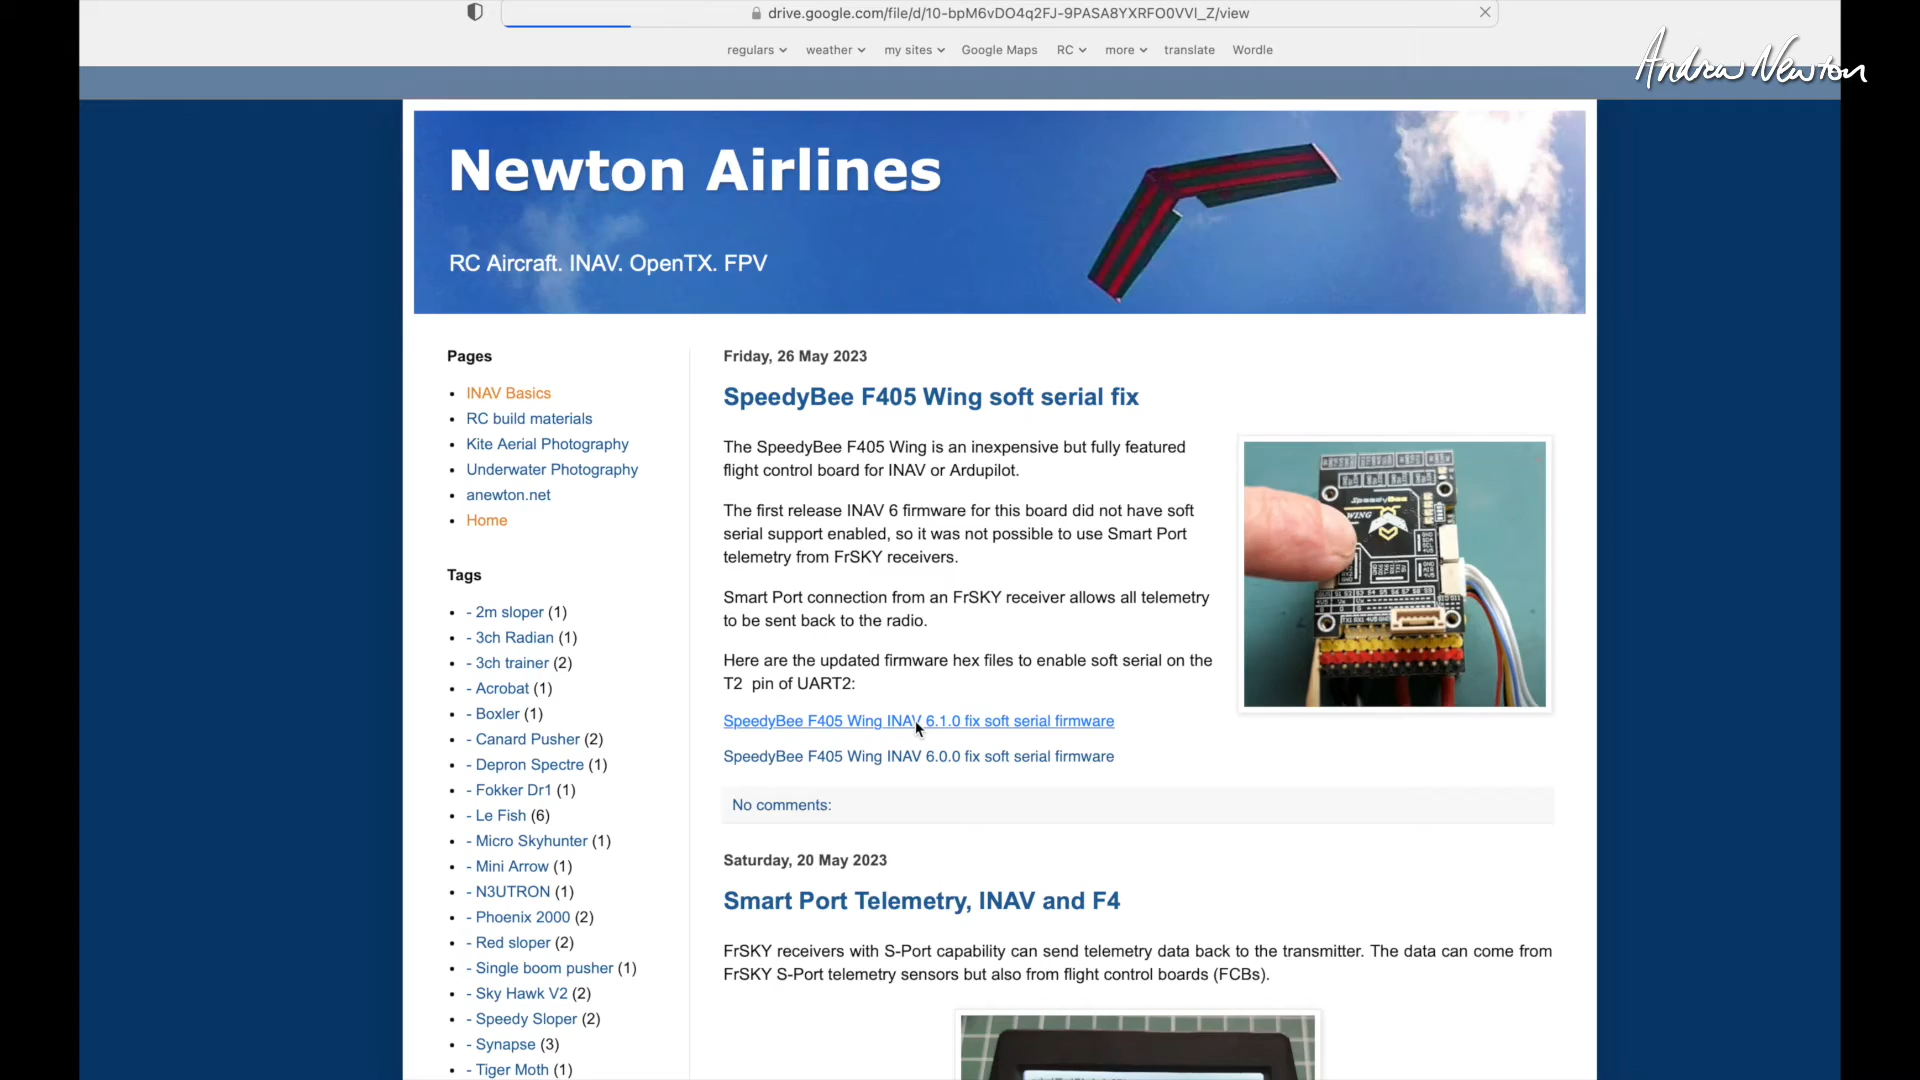 drive.google.com/file/d/10-bpM6vDO4q2FJ-9PASA8YXRFO0VVl_Z/view
regulars weather my sites Google Maps RC more translate Wordle
Andrew Newton
Newton Airlines
RC Aircraft. INAV. OpenTX. FPV
Pages
INAV Basics
RC build materials
Kite Aerial Photography
Underwater Photography
anewton.net
Home
Tags
- 2m sloper (1)
- 3ch Radian (1)
- 3ch trainer (2)
- Acrobat (1)
- Boxler (1)
- Canard Pusher (2)
- Depron Spectre (1)
- Fokker Dr1 (1)
- Le Fish (6)
- Micro Skyhunter (1)
- Mini Arrow (1)
- N3UTRON (1)
- Phoenix 2000 (2)
- Red sloper (2)
- Single boom pusher (1)
- Sky Hawk V2 (2)
- Speedy Sloper (2)
- Synapse (3)
- Tiger Moth (1)
Friday, 26 May 2023
SpeedyBee F405 Wing soft serial fix
The SpeedyBee F405 Wing is an inexpensive but fully featured
flight control board for INAV or Ardupilot.
The first release INAV 6 firmware for this board did not have soft
serial support enabled, so it was not possible to use Smart Port
telemetry from FrSKY receivers.
Smart Port connection from an FrSKY receiver allows all telemetry
to be sent back to the radio.
Here are the updated firmware hex files to enable soft serial on the
T2 pin of UART2:
SpeedyBee F405 Wing INAV 6.1.0 fix soft serial firmware
SpeedyBee F405 Wing INAV 6.0.0 fix soft serial firmware
SpeedyBee
WING
No comments:
Saturday, 20 May 2023
Smart Port Telemetry, INAV and F4
FrSKY receivers with S-Port capability can send telemetry data back to the transmitter. The data can come from
FrSKY S-Port telemetry sensors but also from flight control boards (FCBs).